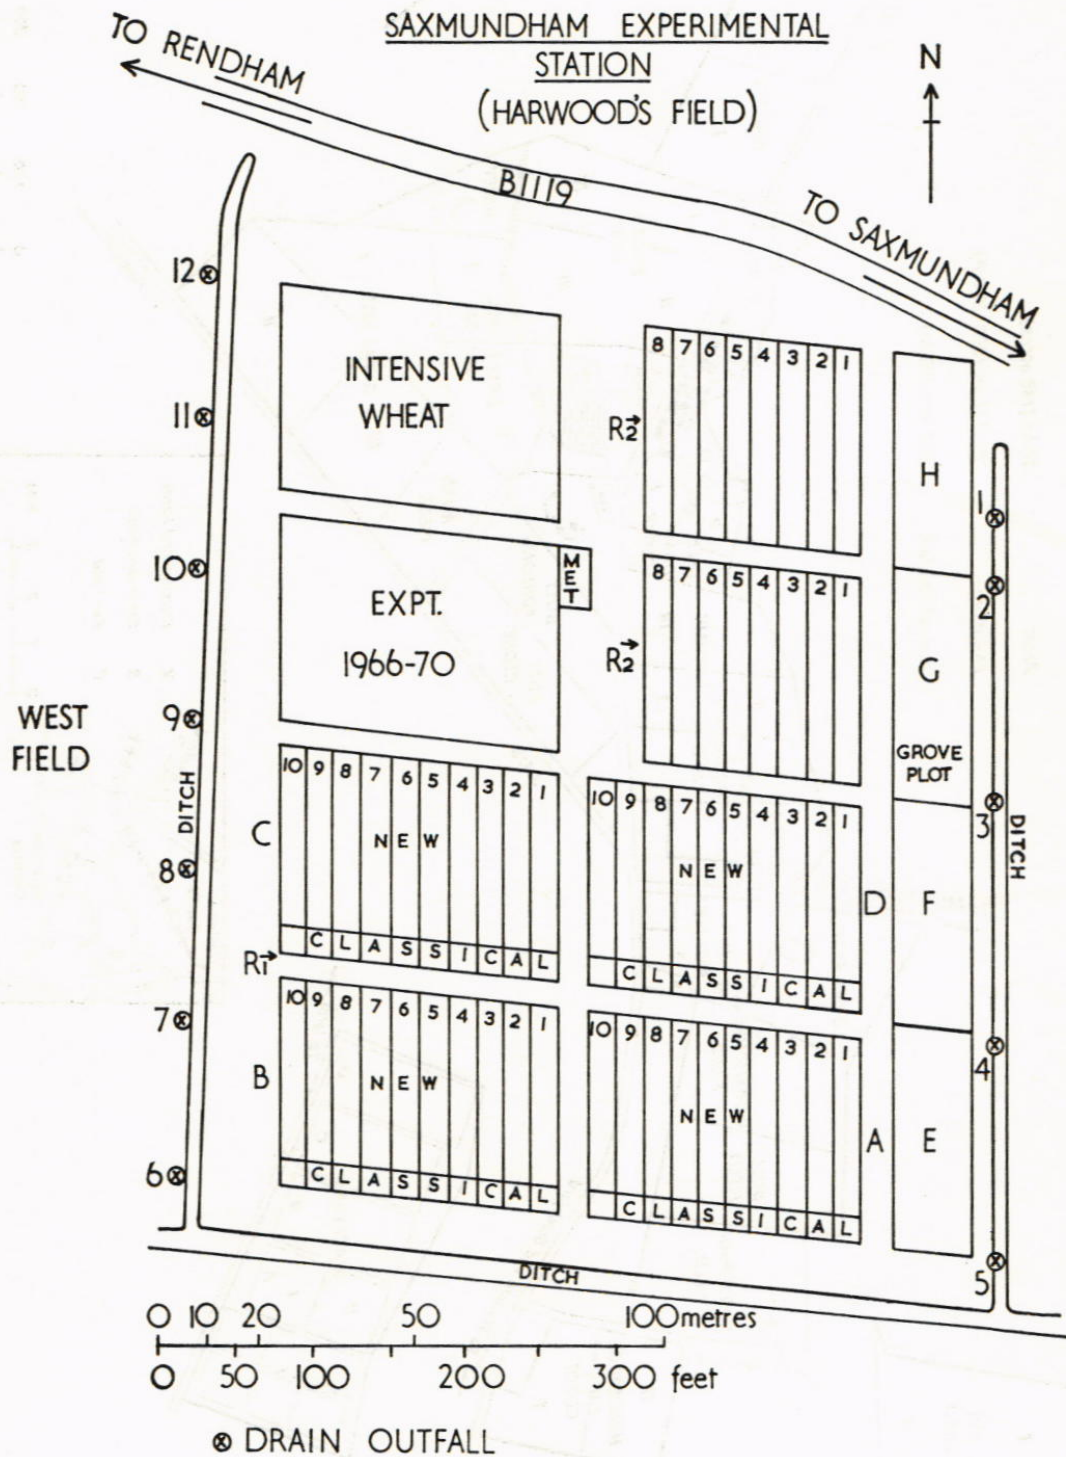 SAXMUNDHAM EXPERIMENTAL
STATION
(HARWOOD'S FIELD)
N
TO RENDHAM
B1119
TO SAXMUNDHAM
12
11
10
9
8
7
6
WEST
FIELD
DITCH
INTENSIVE
WHEAT
EXPT.
1966-70
MET
R2
8 7 6 5 4 3 2 1
R2
8 7 6 5 4 3 2 1
H
G
GROVE
PLOT
F
E
1
2
3
4
5
DITCH
C
10 9 8 7 6 5 4 3 2 1
NEW
CLASSICAL
D
10 9 8 7 6 5 4 3 2 1
NEW
CLASSICAL
R1
B
10 9 8 7 6 5 4 3 2 1
NEW
CLASSICAL
A
10 9 8 7 6 5 4 3 2 1
NEW
CLASSICAL
DITCH
0 10 20 50 100 metres
0 50 100 200 300 feet
⊗ DRAIN OUTFALL